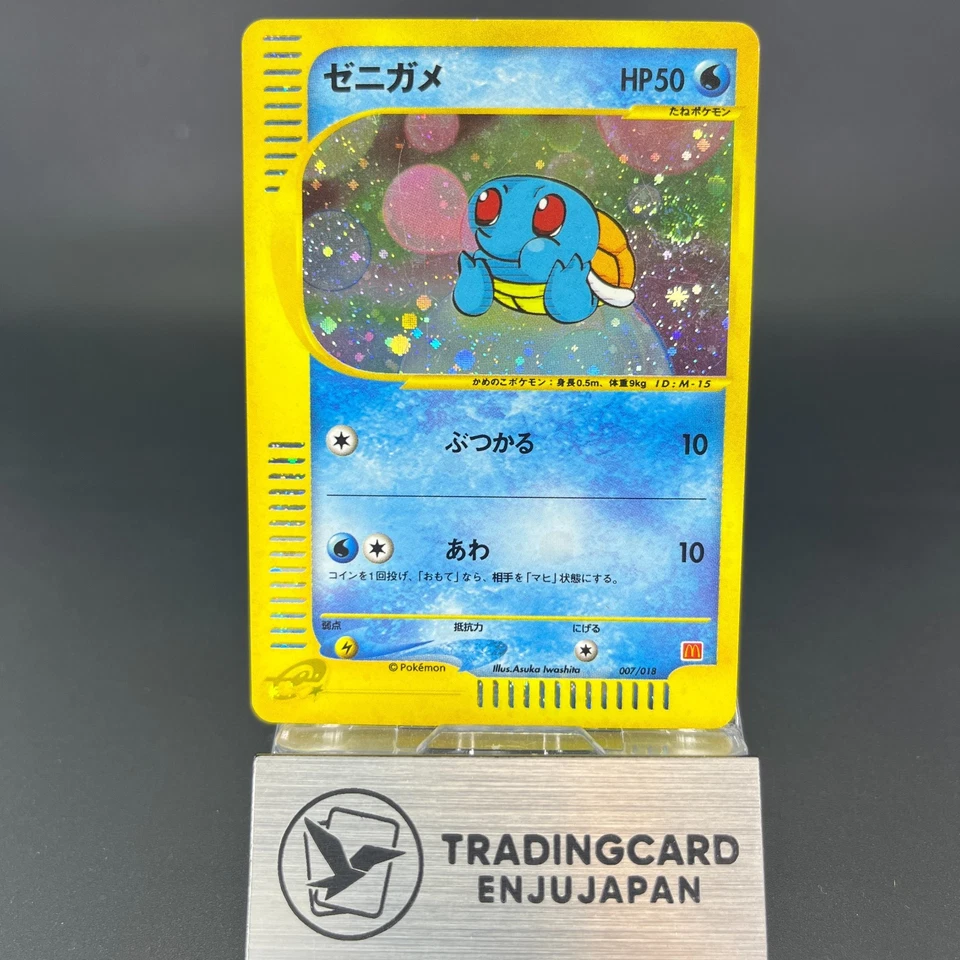 ゼニガメ HP50
たねポケモン
かめのこポケモン：身長0.5m、体重9kg ID：M-15
ぶつかる 10
あわ 10
コインを1回投げ、「おもて」なら、相手を「マヒ」状態にする。
弱点 抵抗力 にげる
© Pokémon Illus.Asuka Iwashita 007/018
TRADINGCARD
ENJUJAPAN